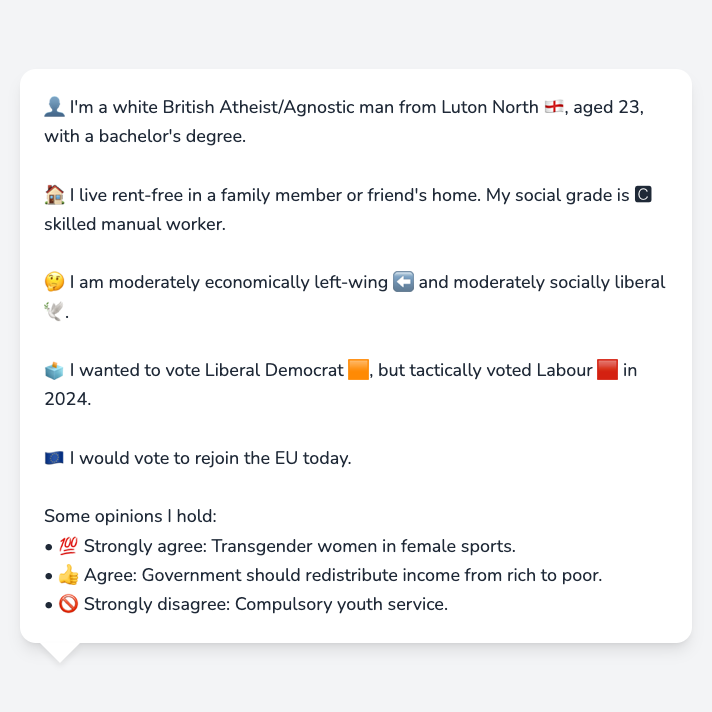 👤 I'm a white British Atheist/Agnostic man from Luton North 🏴󠁧󠁢󠁥󠁮󠁧󠁿, aged 23,
with a bachelor's degree.
🏠 I live rent-free in a family member or friend's home. My social grade is C
skilled manual worker.
🤔 I am moderately economically left-wing ⬅️ and moderately socially liberal
🕊️.
🗳️ I wanted to vote Liberal Democrat 🟧, but tactically voted Labour 🟥 in
2024.
🇪🇺 I would vote to rejoin the EU today.
Some opinions I hold:
• 💯 Strongly agree: Transgender women in female sports.
• 👍 Agree: Government should redistribute income from rich to poor.
• 🚫 Strongly disagree: Compulsory youth service.